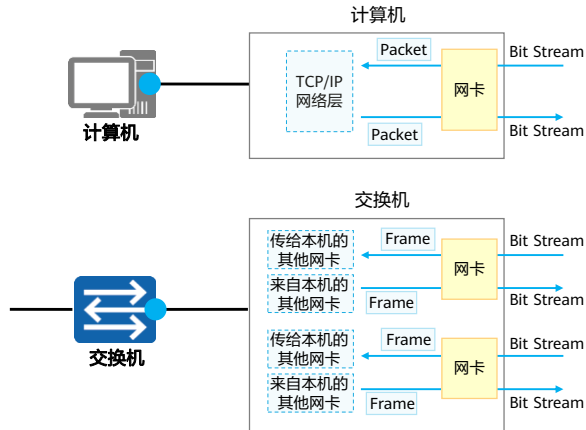 计算机
Packet
Bit Stream
TCP/IP
网络层
网卡
计算机
Packet
Bit Stream
交换机
传给本机的
其他网卡
Frame
Bit Stream
网卡
来自本机的
其他网卡
Frame
Bit Stream
交换机
传给本机的
其他网卡
Frame
Bit Stream
网卡
来自本机的
其他网卡
Frame
Bit Stream